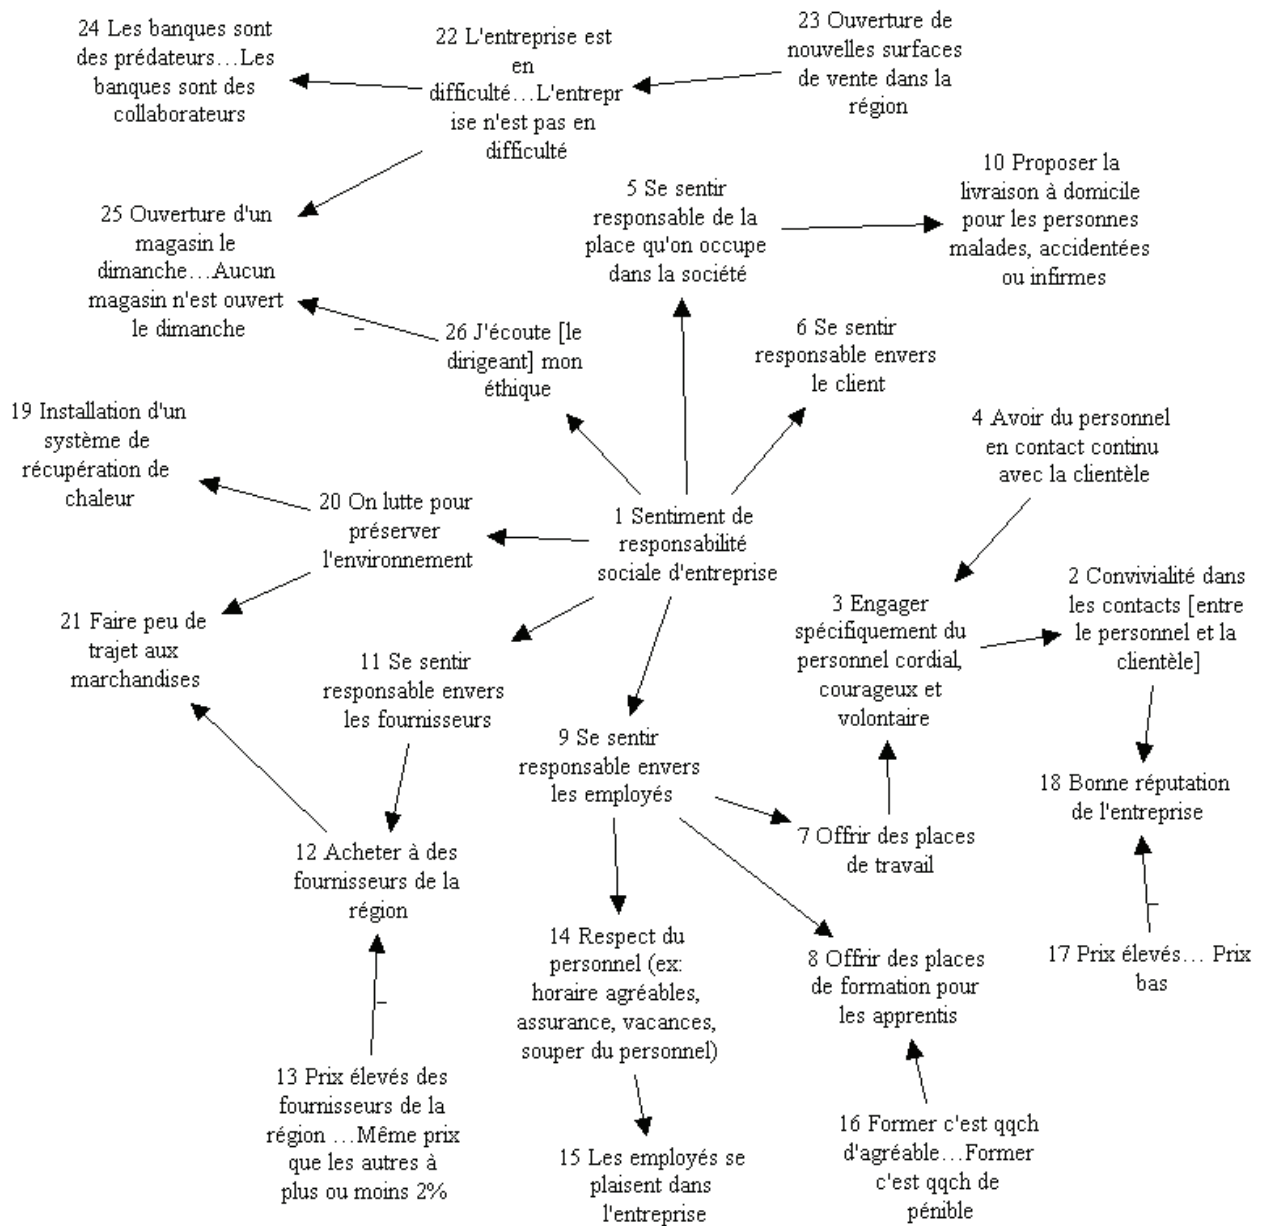 24 Les banques sont
des prédateurs…Les
banques sont des
collaborateurs
22 L'entreprise est
en
difficulté…L'entrepr
ise n'est pas en
difficulté
23 Ouverture de
nouvelles surfaces
de vente dans la
région
25 Ouverture d'un
magasin le
dimanche…Aucun
magasin n'est ouvert
le dimanche
5 Se sentir
responsable de la
place qu'on occupe
dans la société
10 Proposer la
livraison à domicile
pour les personnes
malades, accidentées
ou infirmes
26 J'écoute [le
dirigeant] mon
éthique
–
6 Se sentir
responsable envers
le client
19 Installation d'un
système de
récupération de
chaleur
4 Avoir du personnel
en contact continu
avec la clientèle
20 On lutte pour
préserver
l'environnement
1 Sentiment de
responsabilité
sociale d'entreprise
2 Convivialité dans
les contacts [entre
le personnel et la
clientèle]
21 Faire peu de
trajet aux
marchandises
11 Se sentir
responsable envers
les fournisseurs
3 Engager
spécifiquement du
personnel cordial,
courageux et
volontaire
9 Se sentir
responsable envers
les employés
18 Bonne réputation
de l'entreprise
7 Offrir des places
de travail
12 Acheter à des
fournisseurs de la
région
–
14 Respect du
personnel (ex:
horaire agréables,
assurance, vacances,
souper du personnel)
8 Offrir des places
de formation pour
les apprentis
–
17 Prix élevés… Prix
bas
13 Prix élevés des
fournisseurs de la
région …Même prix
que les autres à
plus ou moins 2%
15 Les employés se
plaisent dans
l'entreprise
16 Former c'est qqch
d'agréable…Former
c'est qqch de
pénible